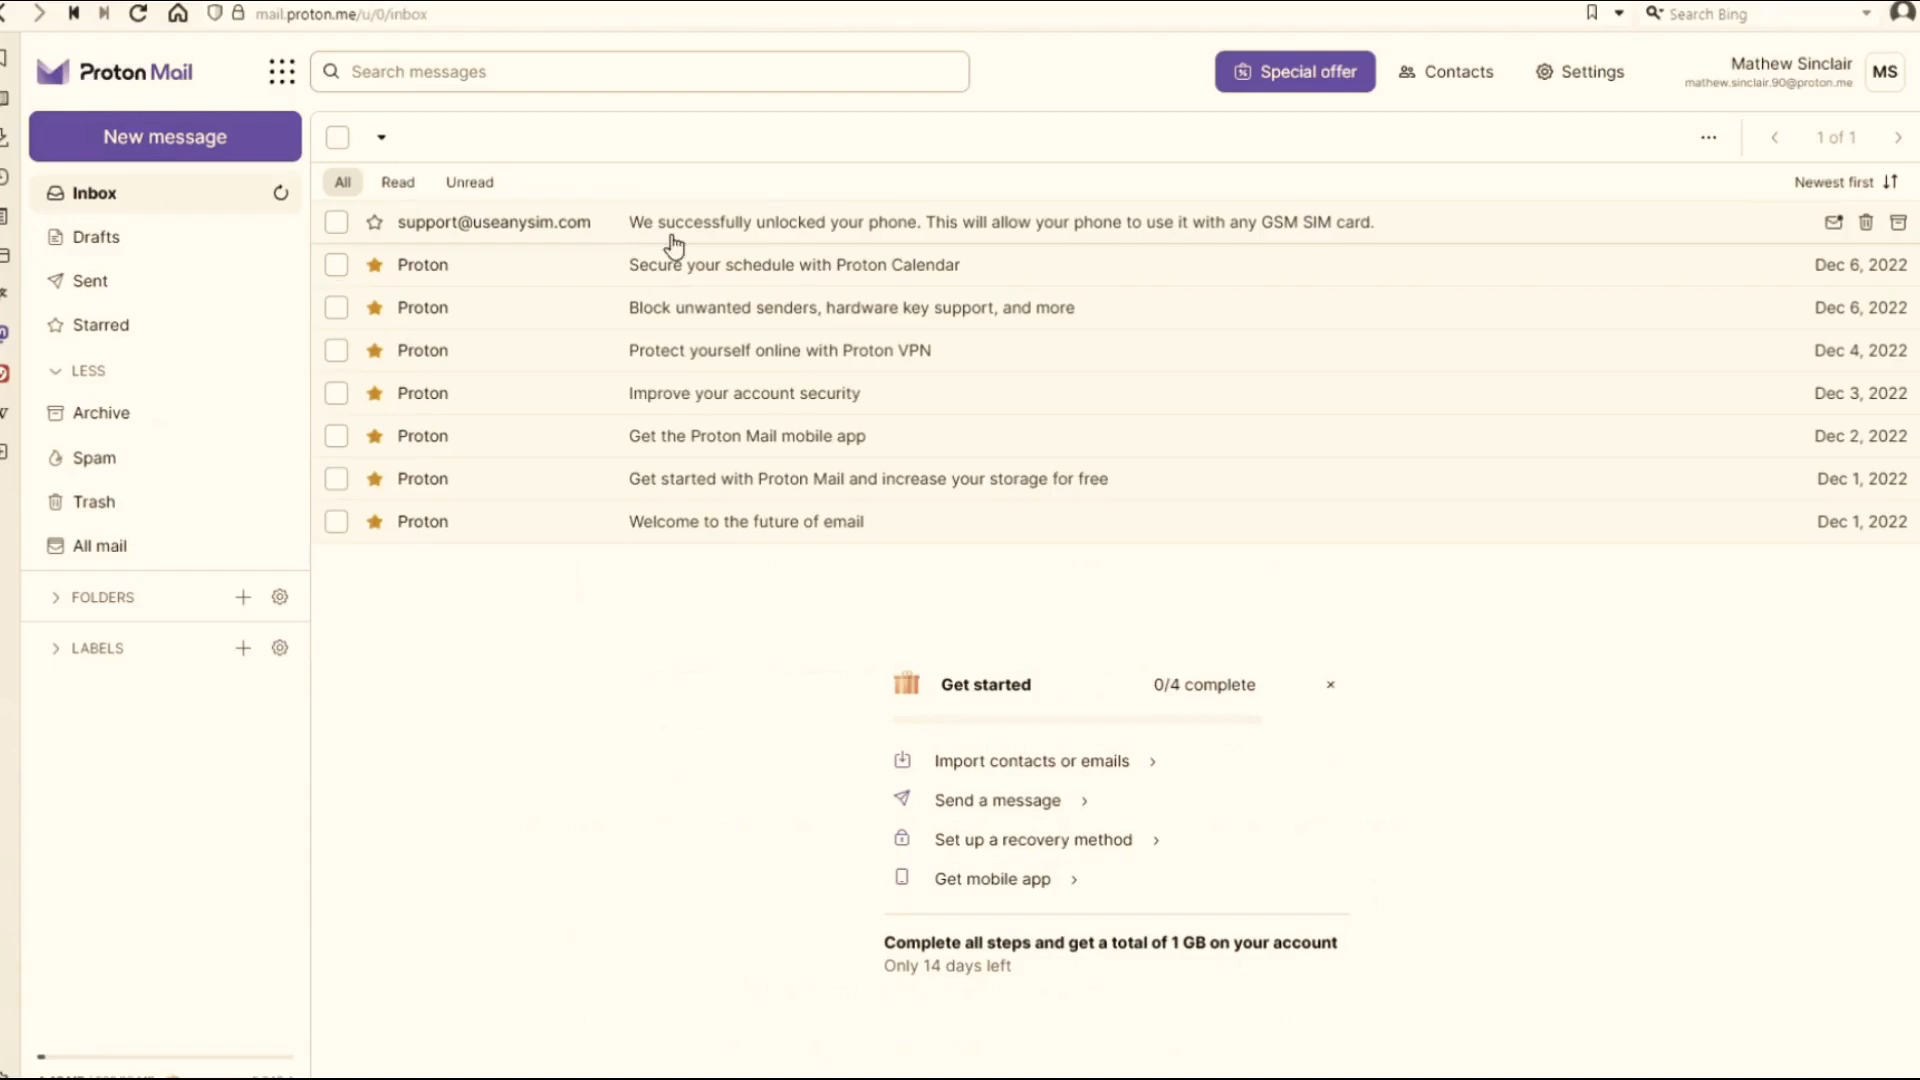 mail.proton.me/u/0/inbox
Search Bing
Proton Mail
Search messages
Special offer
Contacts
Settings
Mathew Sinclair
mathew.sinclair.90@proton.me
MS
New message
1 of 1
Inbox
All
Read
Unread
Newest first
support@useanysim.com We successfully unlocked your phone. This will allow your phone to use it with any GSM SIM card.
Proton Secure your schedule with Proton Calendar Dec 6, 2022
Proton Block unwanted senders, hardware key support, and more Dec 6, 2022
Proton Protect yourself online with Proton VPN Dec 4, 2022
Proton Improve your account security Dec 3, 2022
Proton Get the Proton Mail mobile app Dec 2, 2022
Proton Get started with Proton Mail and increase your storage for free Dec 1, 2022
Proton Welcome to the future of email Dec 1, 2022
Drafts
Sent
Starred
LESS
Archive
Spam
Trash
All mail
FOLDERS
LABELS
Get started 0/4 complete
Import contacts or emails
Send a message
Set up a recovery method
Get mobile app
Complete all steps and get a total of 1 GB on your account
Only 14 days left